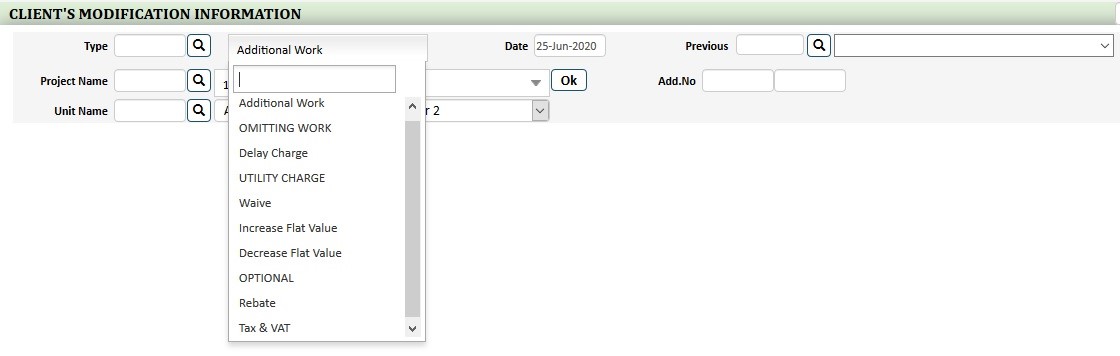 CLIENT'S MODIFICATION INFORMATION
Type Additional Work Date 25-Jun-2020 Previous
Project Name 1 Ok Add.No
Unit Name A r 2
Additional Work
OMITTING WORK
Delay Charge
UTILITY CHARGE
Waive
Increase Flat Value
Decrease Flat Value
OPTIONAL
Rebate
Tax & VAT